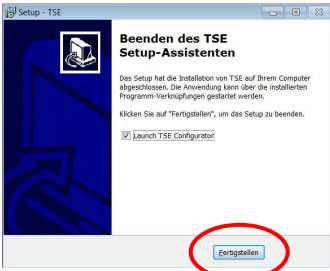 Setup - TSE
Beenden des TSE
Setup-Assistenten
Das Setup hat die Installation von TSE auf Ihrem Computer
abgeschlossen. Die Anwendung kann über die installierten
Programm-Verknüpfungen gestartet werden.
Klicken Sie auf "Fertigstellen", um das Setup zu beenden.
Launch TSE Configurator
Fertigstellen